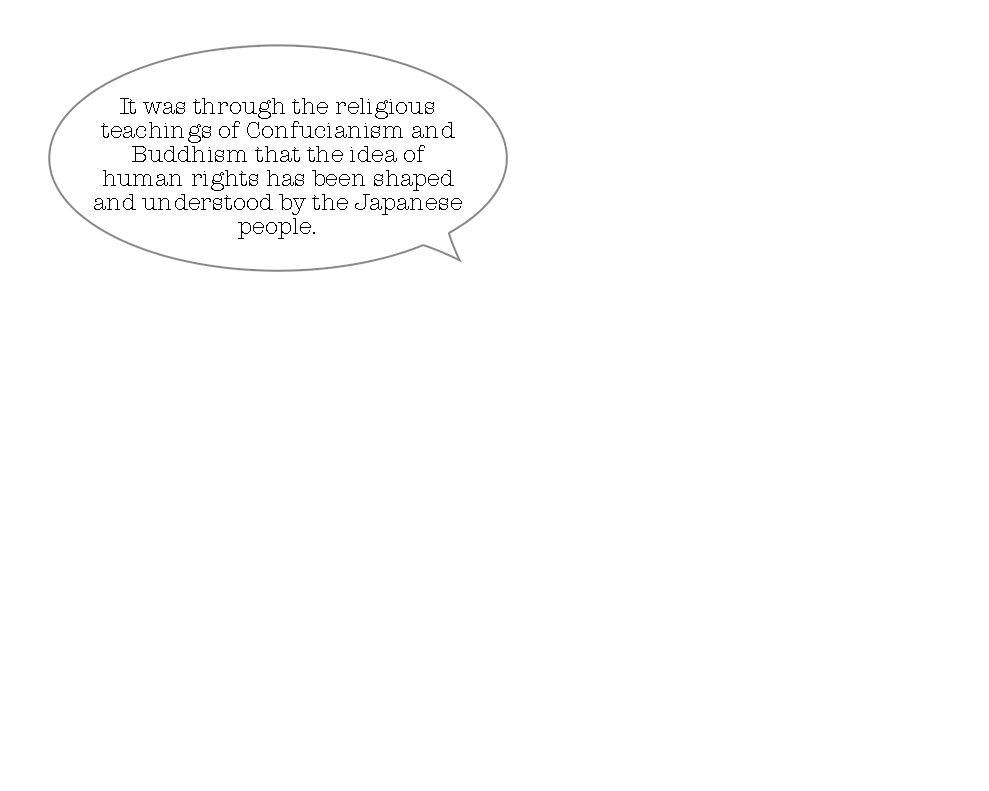 It was through the religious
teachings of Confucianism and
Buddhism that the idea of
human rights has been shaped
and understood by the Japanese
people.